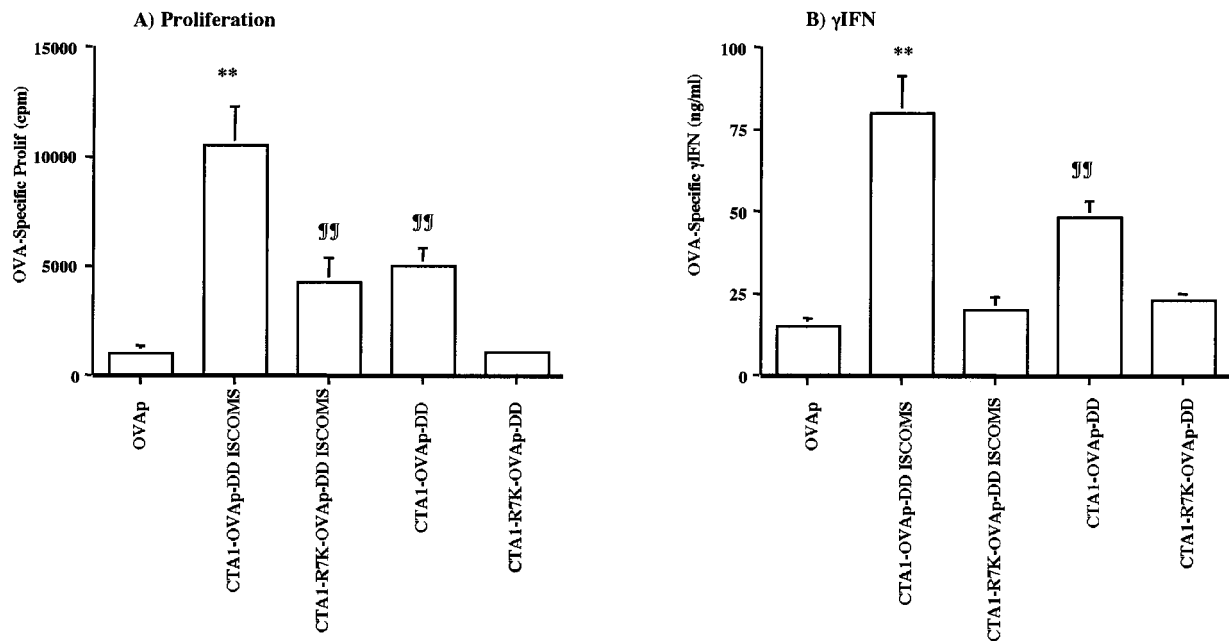 A) Proliferation
OVA-Specific Prolif (cpm)
15000
10000
5000
0
**
¶¶
¶¶
OVAp
CTA1-OVAp-DD ISCOMS
CTA1-R7K-OVAp-DD ISCOMS
CTA1-OVAp-DD
CTA1-R7K-OVAp-DD
B) γIFN
OVA-Specific γIFN (ng/ml)
100
75
50
25
0
**
¶¶
OVAp
CTA1-OVAp-DD ISCOMS
CTA1-R7K-OVAp-DD ISCOMS
CTA1-OVAp-DD
CTA1-R7K-OVAp-DD